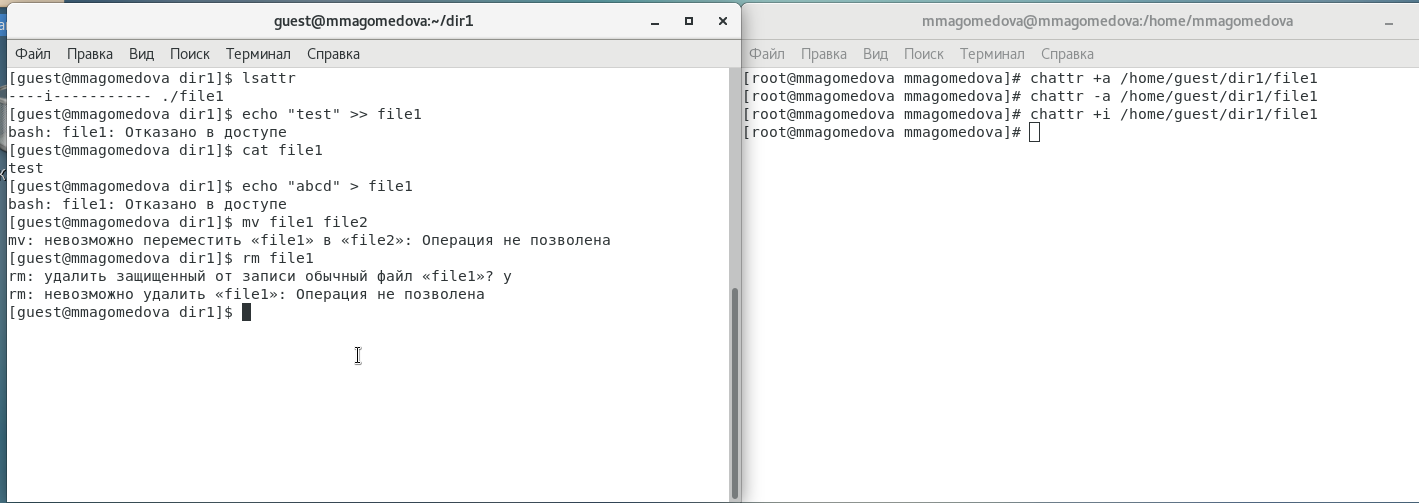 guest@mmagomedova:~/dir1
Файл Правка Вид Поиск Терминал Справка
[guest@mmagomedova dir1]$ lsattr
----i----------- ./file1
[guest@mmagomedova dir1]$ echo "test" >> file1
bash: file1: Отказано в доступе
[guest@mmagomedova dir1]$ cat file1
test
[guest@mmagomedova dir1]$ echo "abcd" > file1
bash: file1: Отказано в доступе
[guest@mmagomedova dir1]$ mv file1 file2
mv: невозможно переместить «file1» в «file2»: Операция не позволена
[guest@mmagomedova dir1]$ rm file1
rm: удалить защищенный от записи обычный файл «file1»? y
rm: невозможно удалить «file1»: Операция не позволена
[guest@mmagomedova dir1]$
mmagomedova@mmagomedova:/home/mmagomedova
Файл Правка Вид Поиск Терминал Справка
[root@mmagomedova mmagomedova]# chattr +a /home/guest/dir1/file1
[root@mmagomedova mmagomedova]# chattr -a /home/guest/dir1/file1
[root@mmagomedova mmagomedova]# chattr +i /home/guest/dir1/file1
[root@mmagomedova mmagomedova]#